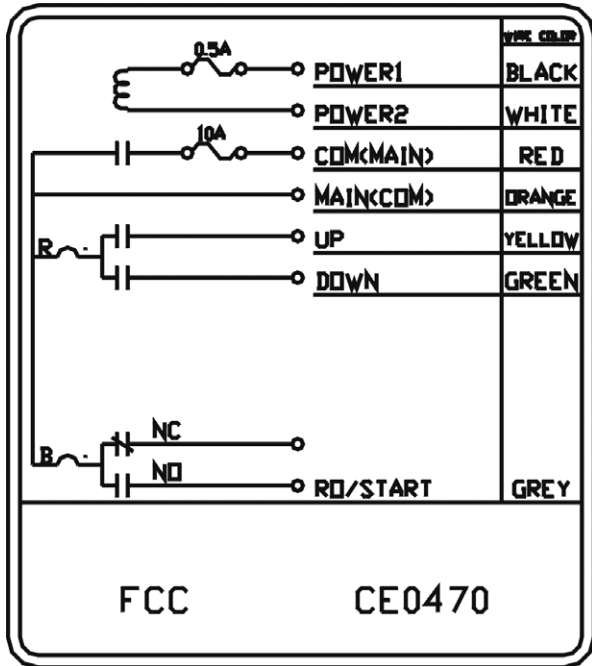 WIRE COLOR
0.5A
POWER1 BLACK
POWER2 WHITE
10A
COM(MAIN) RED
MAIN(COM) ORANGE
R UP YELLOW
DOWN GREEN
NC
B
NO
RO/START GREY
FCC CE0470